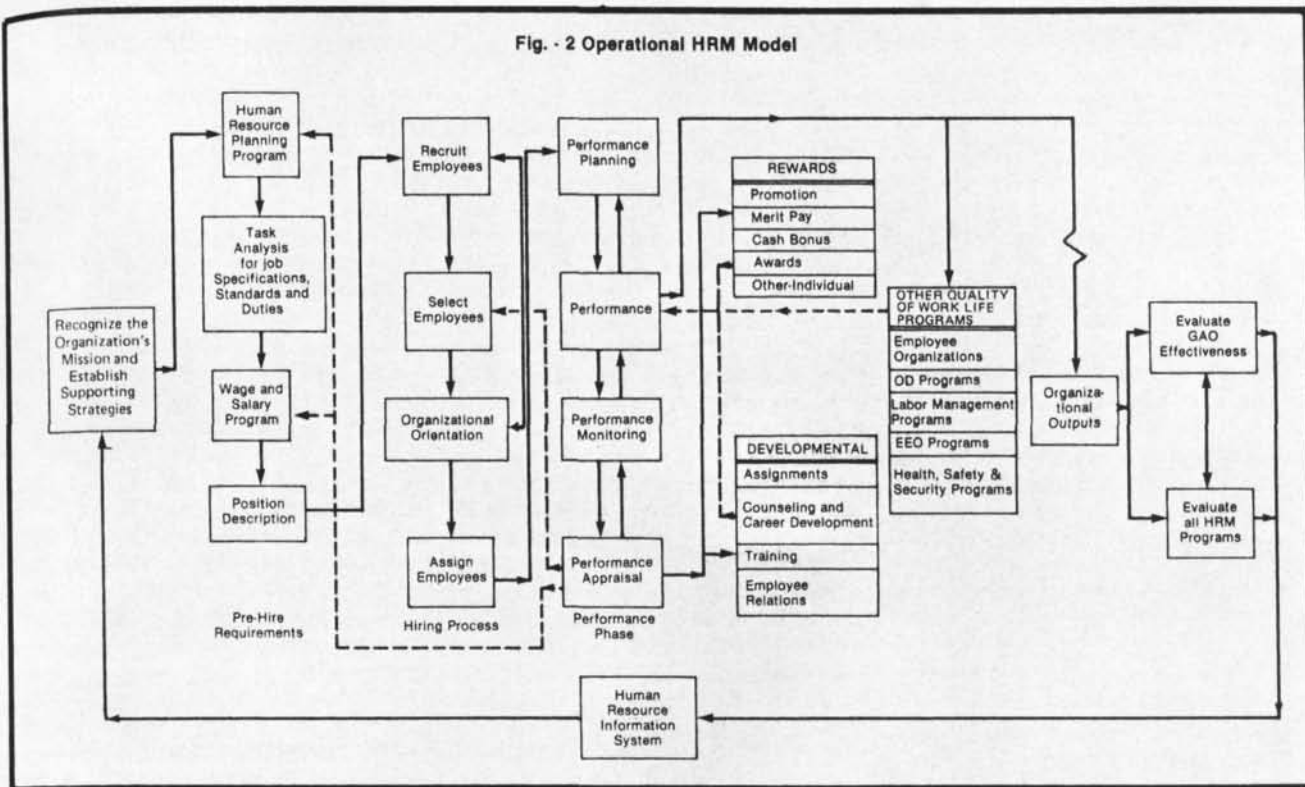 Fig. - 2 Operational HRM Model
Recognize the
Organization's
Mission and
Establish
Supporting
Strategies
Human
Resource
Planning
Program
Task
Analysis
for job
Specifications,
Standards and
Duties
Wage and
Salary
Program
Position
Description
Pre-Hire
Requirements
Recruit
Employees
Select
Employees
Organizational
Orientation
Assign
Employees
Hiring Process
Performance
Planning
Performance
Performance
Monitoring
Performance
Appraisal
Performance
Phase
REWARDS
Promotion
Merit Pay
Cash Bonus
Awards
Other-Individual
DEVELOPMENTAL
Assignments
Counseling and
Career Development
Training
Employee
Relations
OTHER QUALITY
OF WORK LIFE
PROGRAMS
Employee
Organizations
OD Programs
Labor Management
Programs
EEO Programs
Health, Safety &
Security Programs
Organiza-
tional
Outputs
Evaluate
GAO
Effectiveness
Evaluate
all HRM
Programs
Human
Resource
Information
System